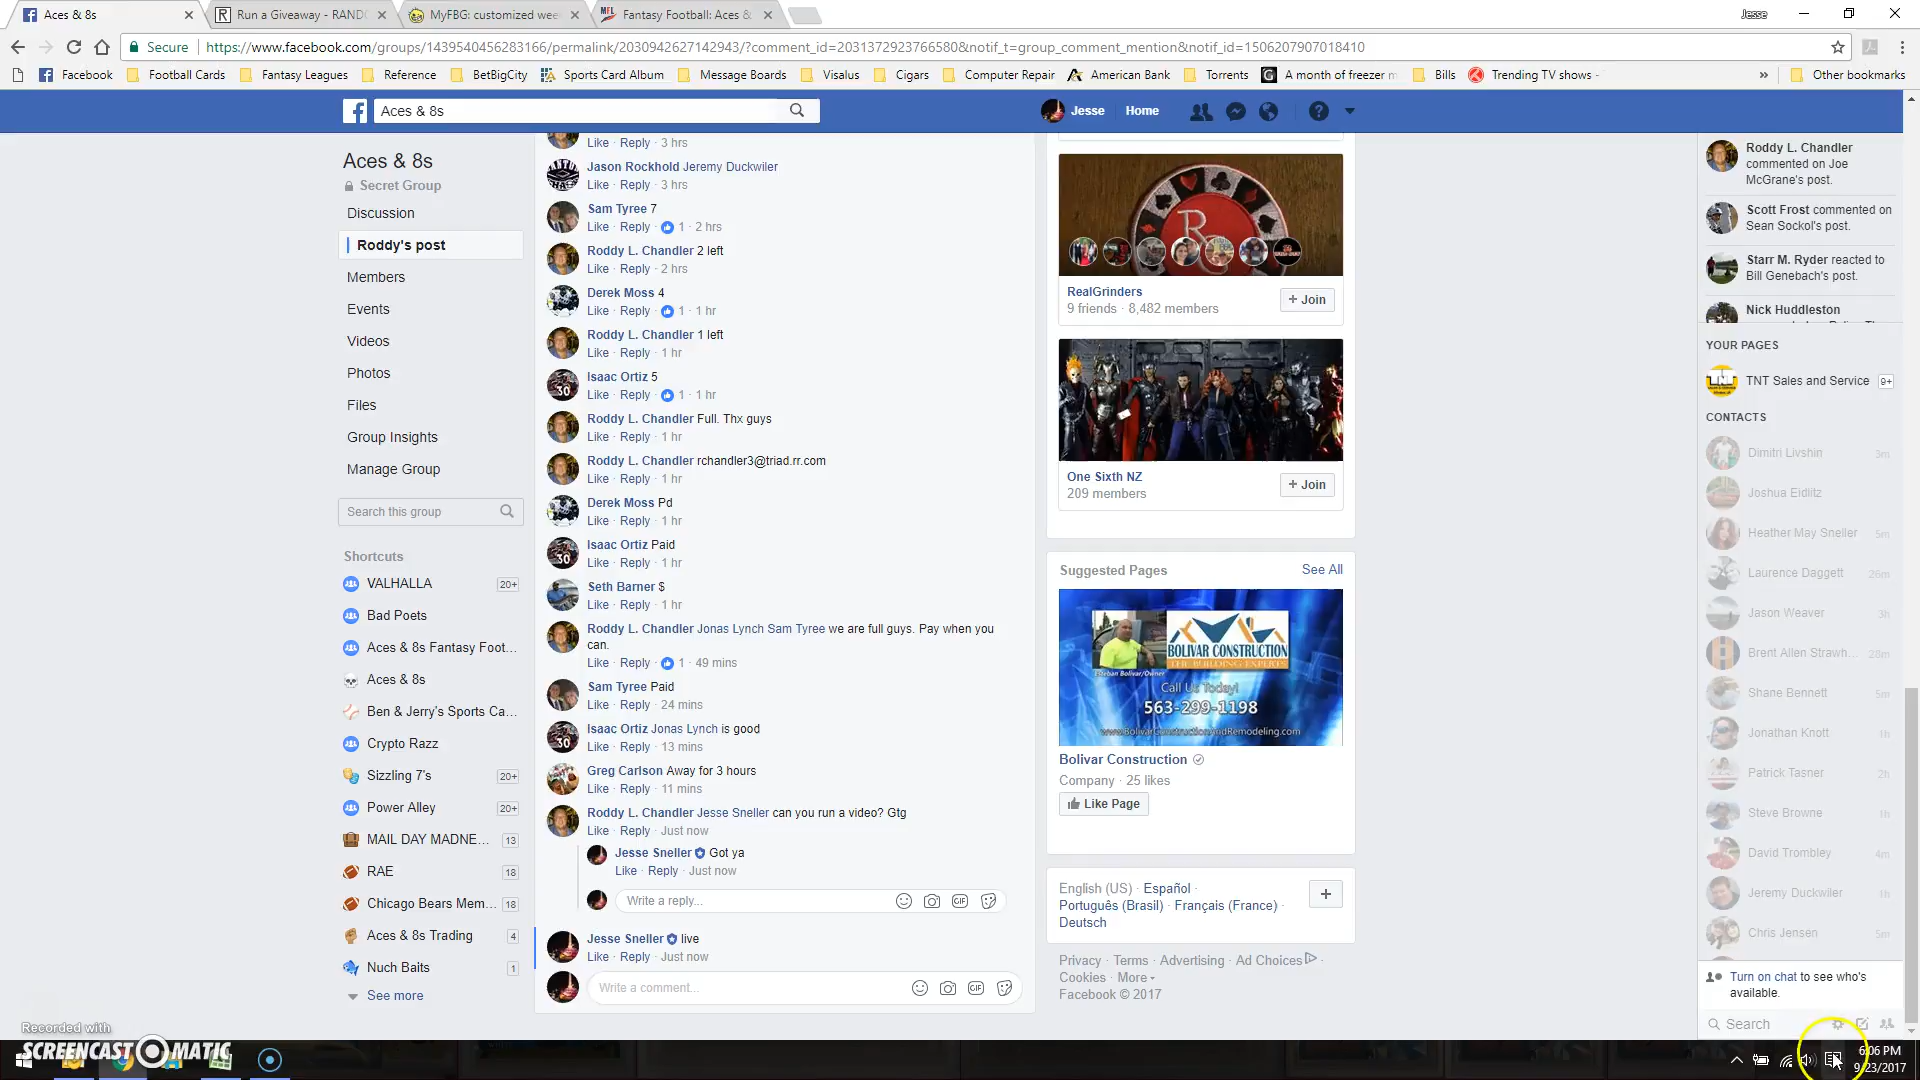 Aces & 8s
Run a Giveaway - RANDO
MyFBG: customized wee
Fantasy Football: Aces &
Jesse
Secure
https://www.facebook.com/groups/1439540456283166/permalink/2030942627142943/?comment_id=2031372923766580&notif_t=group_comment_mention&notif_id=1506207907018410
Facebook
Football Cards
Fantasy Leagues
Reference
BetBigCity
Sports Card Album
Message Boards
Visalus
Cigars
Computer Repair
American Bank
Torrents
A month of freezer
Bills
Trending TV shows -
Other bookmarks
Aces & 8s
Jesse
Home
Aces & 8s
Secret Group
Discussion
Roddy's post
Members
Events
Videos
Photos
Files
Group Insights
Manage Group
Search this group
Shortcuts
VALHALLA 20+
Bad Poets
Aces & 8s Fantasy Foot...
Aces & 8s
Ben & Jerry's Sports Ca...
Crypto Razz
Sizzling 7's 20+
Power Alley 20+
MAIL DAY MADNE... 13
RAE 18
Chicago Bears Mem... 18
Aces & 8s Trading 4
Nuch Baits 1
See more
Like · Reply · 3 hrs
Jason Rockhold Jeremy Duckwiler
Like · Reply · 3 hrs
Sam Tyree 7
Like · Reply · 1 · 2 hrs
Roddy L. Chandler 2 left
Like · Reply · 2 hrs
Derek Moss 4
Like · Reply · 1 · 1 hr
Roddy L. Chandler 1 left
Like · Reply · 1 hr
Isaac Ortiz 5
Like · Reply · 1 · 1 hr
Roddy L. Chandler Full. Thx guys
Like · Reply · 1 hr
Roddy L. Chandler rchandler3@triad.rr.com
Like · Reply · 1 hr
Derek Moss Pd
Like · Reply · 1 hr
Isaac Ortiz Paid
Like · Reply · 1 hr
Seth Barner $
Like · Reply · 1 hr
Roddy L. Chandler Jonas Lynch Sam Tyree we are full guys. Pay when you
can.
Like · Reply · 1 · 49 mins
Sam Tyree Paid
Like · Reply · 24 mins
Isaac Ortiz Jonas Lynch is good
Like · Reply · 13 mins
Greg Carlson Away for 3 hours
Like · Reply · 11 mins
Roddy L. Chandler Jesse Sneller can you run a video? Gtg
Like · Reply · Just now
Jesse Sneller Got ya
Like · Reply · Just now
Write a reply...
Jesse Sneller live
Like · Reply · Just now
Write a comment...
RealGrinders
9 friends · 8,482 members
+ Join
One Sixth NZ
209 members
+ Join
Suggested Pages
See All
BOLIVAR CONSTRUCTION
THE BUILDING EXPERTS
Esteban Bolivar/Owner
Call Us Today!
563-299-1198
www.BolivarConstructionAndRemodeling.com
Bolivar Construction
Company · 25 likes
Like Page
English (US) · Español ·
Português (Brasil) · Français (France) ·
Deutsch
Privacy · Terms · Advertising · Ad Choices ·
Cookies · More
Facebook © 2017
Roddy L. Chandler
commented on Joe
McGrane's post.
Scott Frost commented on
Sean Sockol's post.
Starr M. Ryder reacted to
Bill Genebach's post.
Nick Huddleston
YOUR PAGES
TNT Sales and Service 9+
CONTACTS
Dimitri Livshin 3m
Joshua Eidlitz
Heather May Sneller 5m
Laurence Daggett 26m
Jason Weaver 3h
Brent Allen Strawh... 28m
Shane Bennett 5m
Jonathan Knott 1h
Patrick Tasner 2h
Steve Browne 1h
David Trombley 4m
Jeremy Duckwiler 1h
Chris Jensen 5m
Turn on chat to see who's
available.
Search
Recorded with
SCREENCAST-O-MATIC
6:06 PM
9/23/2017